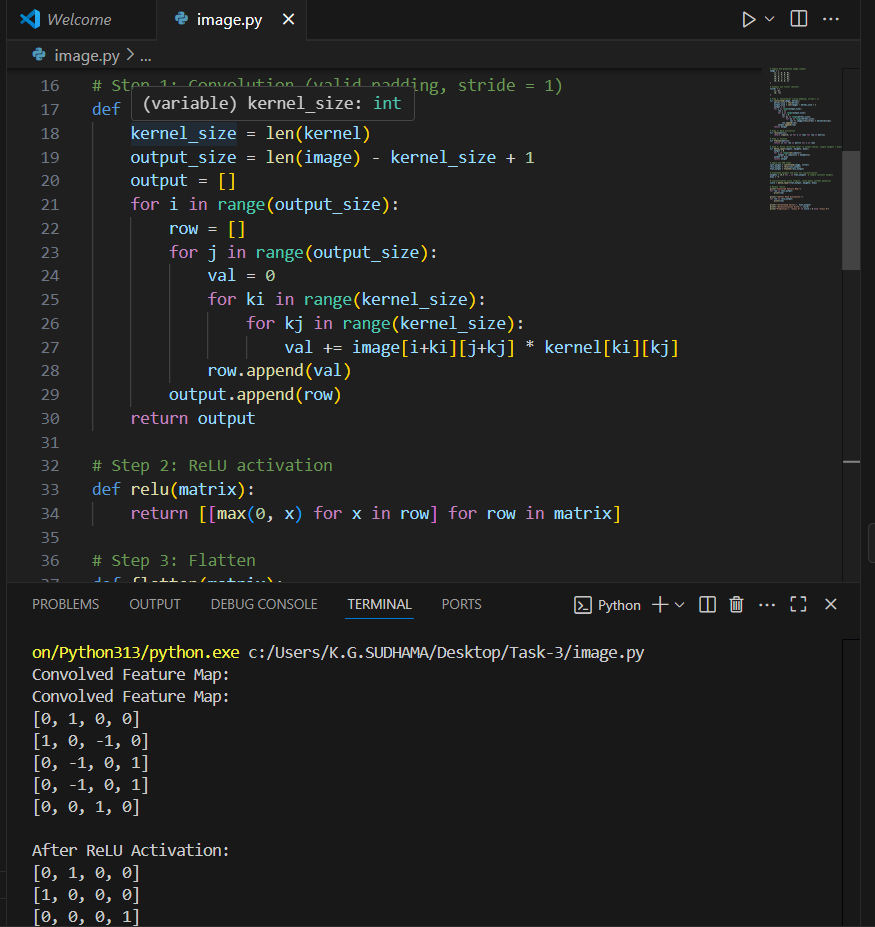 Welcome
image.py
image.py > ...
16 # Step 1: Convolution (valid padding, stride = 1)
(variable) kernel_size: int
17 def
18 kernel_size = len(kernel)
19 output_size = len(image) - kernel_size + 1
20 output = []
21 for i in range(output_size):
22 row = []
23 for j in range(output_size):
24 val = 0
25 for ki in range(kernel_size):
26 for kj in range(kernel_size):
27 val += image[i+ki][j+kj] * kernel[ki][kj]
28 row.append(val)
29 output.append(row)
30 return output
31
32 # Step 2: ReLU activation
33 def relu(matrix):
34 return [[max(0, x) for x in row] for row in matrix]
35
36 # Step 3: Flatten
37 def flatten(matrix):
PROBLEMS OUTPUT DEBUG CONSOLE TERMINAL PORTS Python
on/Python313/python.exe c:/Users/K.G.SUDHAMA/Desktop/Task-3/image.py
Convolved Feature Map:
Convolved Feature Map:
[0, 1, 0, 0]
[1, 0, -1, 0]
[0, -1, 0, 1]
[0, -1, 0, 1]
[0, 0, 1, 0]
After ReLU Activation:
[0, 1, 0, 0]
[1, 0, 0, 0]
[0, 0, 0, 1]